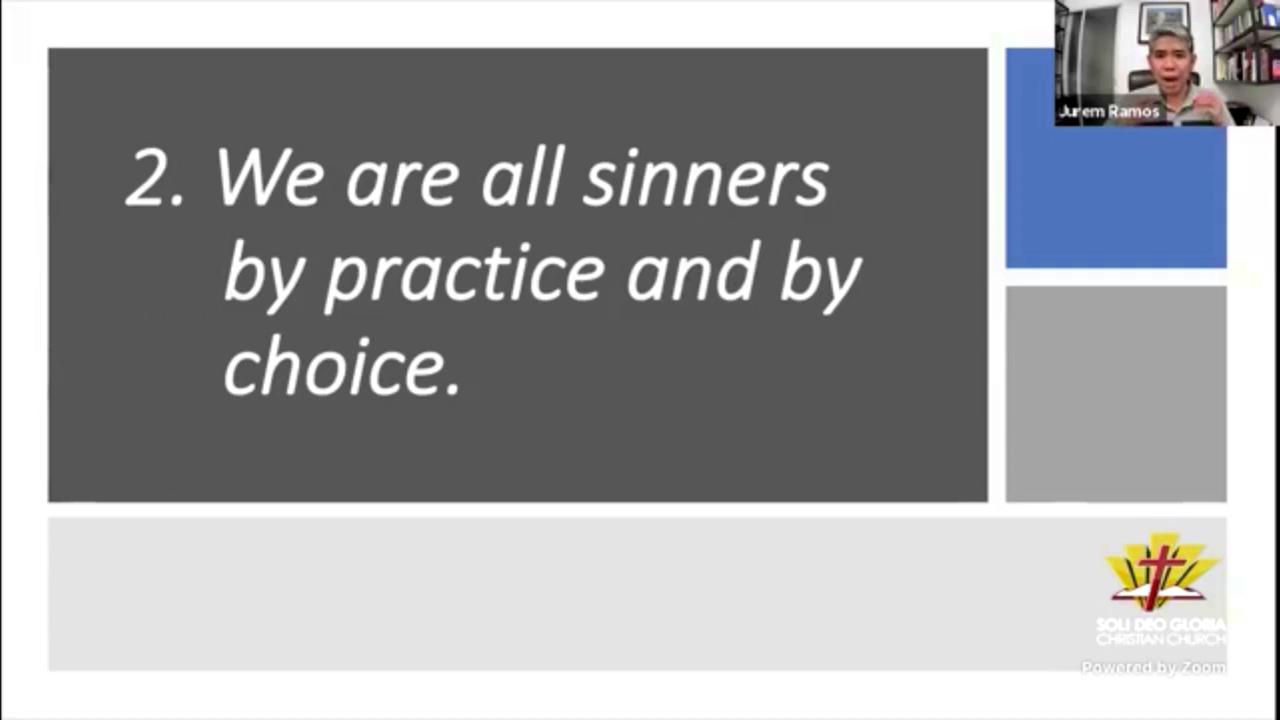 Jurem Ramos
2. We are all sinners
by practice and by
choice.
SOLI DEO GLORIA
CHRISTIAN CHURCH
Powered by Zoom